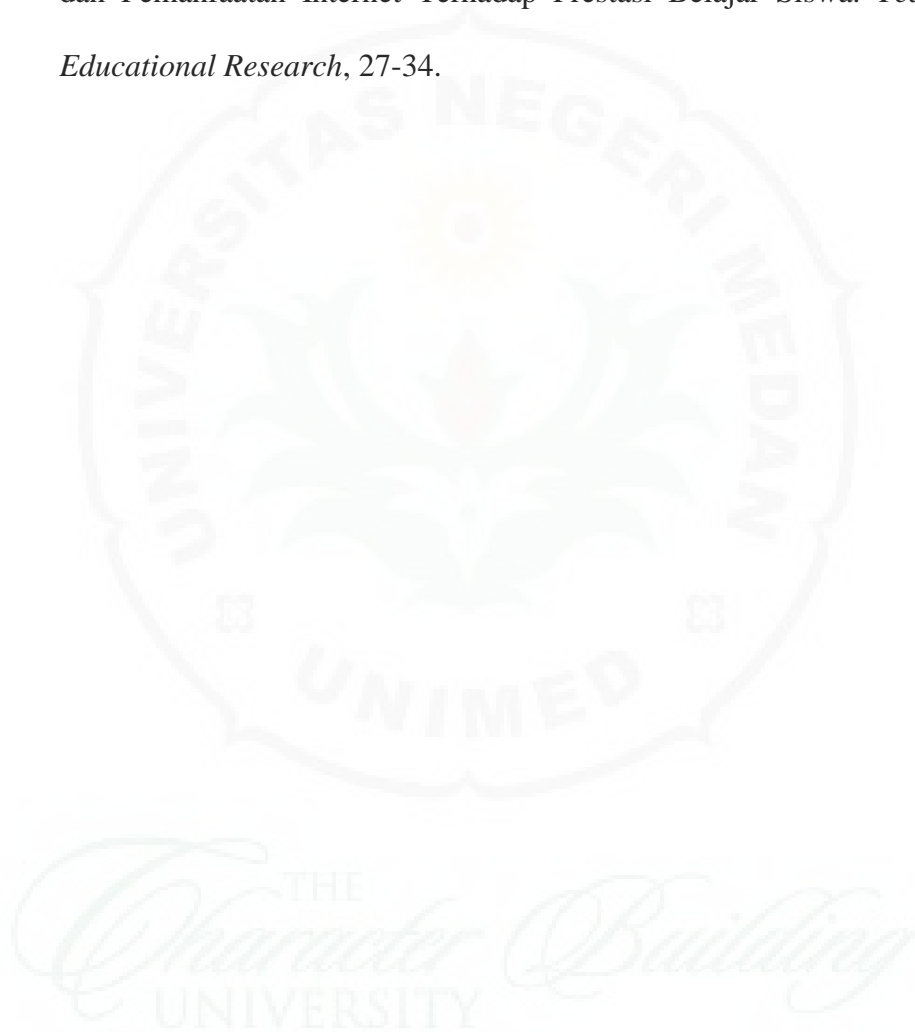 dan Pemanfaatan Internet Terhadap Prestasi Belajar Siswa.
Educational Research, 27-34.
UNIVERSITAS NEGERI MEDAN
UNIMED
THE
Character Building
UNIVERSITY